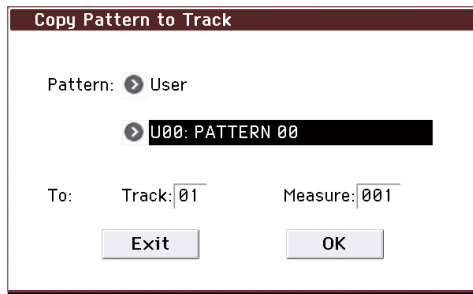 Copy Pattern to Track
Pattern: User
U00: PATTERN 00
To: Track: 01 Measure: 001
Exit OK